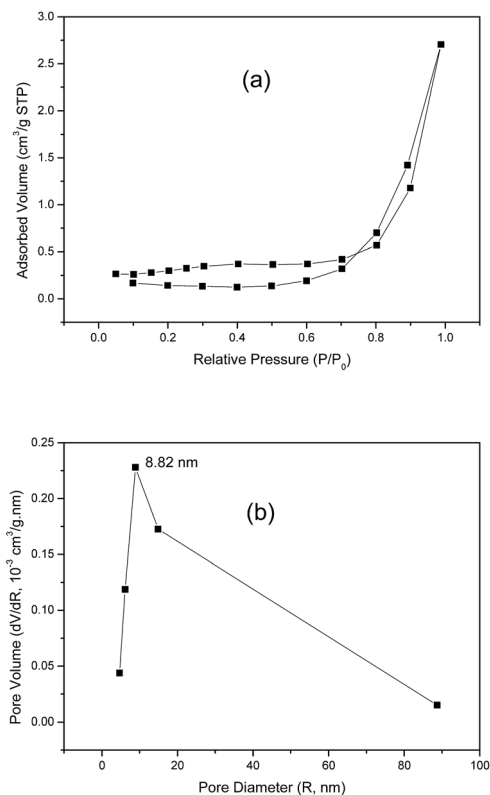 3.0
2.5
2.0
1.5
1.0
0.5
0.0
Adsorbed Volume (cm³/g STP)
(a)
0.0 0.2 0.4 0.6 0.8 1.0
Relative Pressure (P/P₀)
0.25
0.20
0.15
0.10
0.05
0.00
Pore Volume (dV/dR, 10⁻³ cm³/g.nm)
8.82 nm
(b)
0 20 40 60 80 100
Pore Diameter (R, nm)